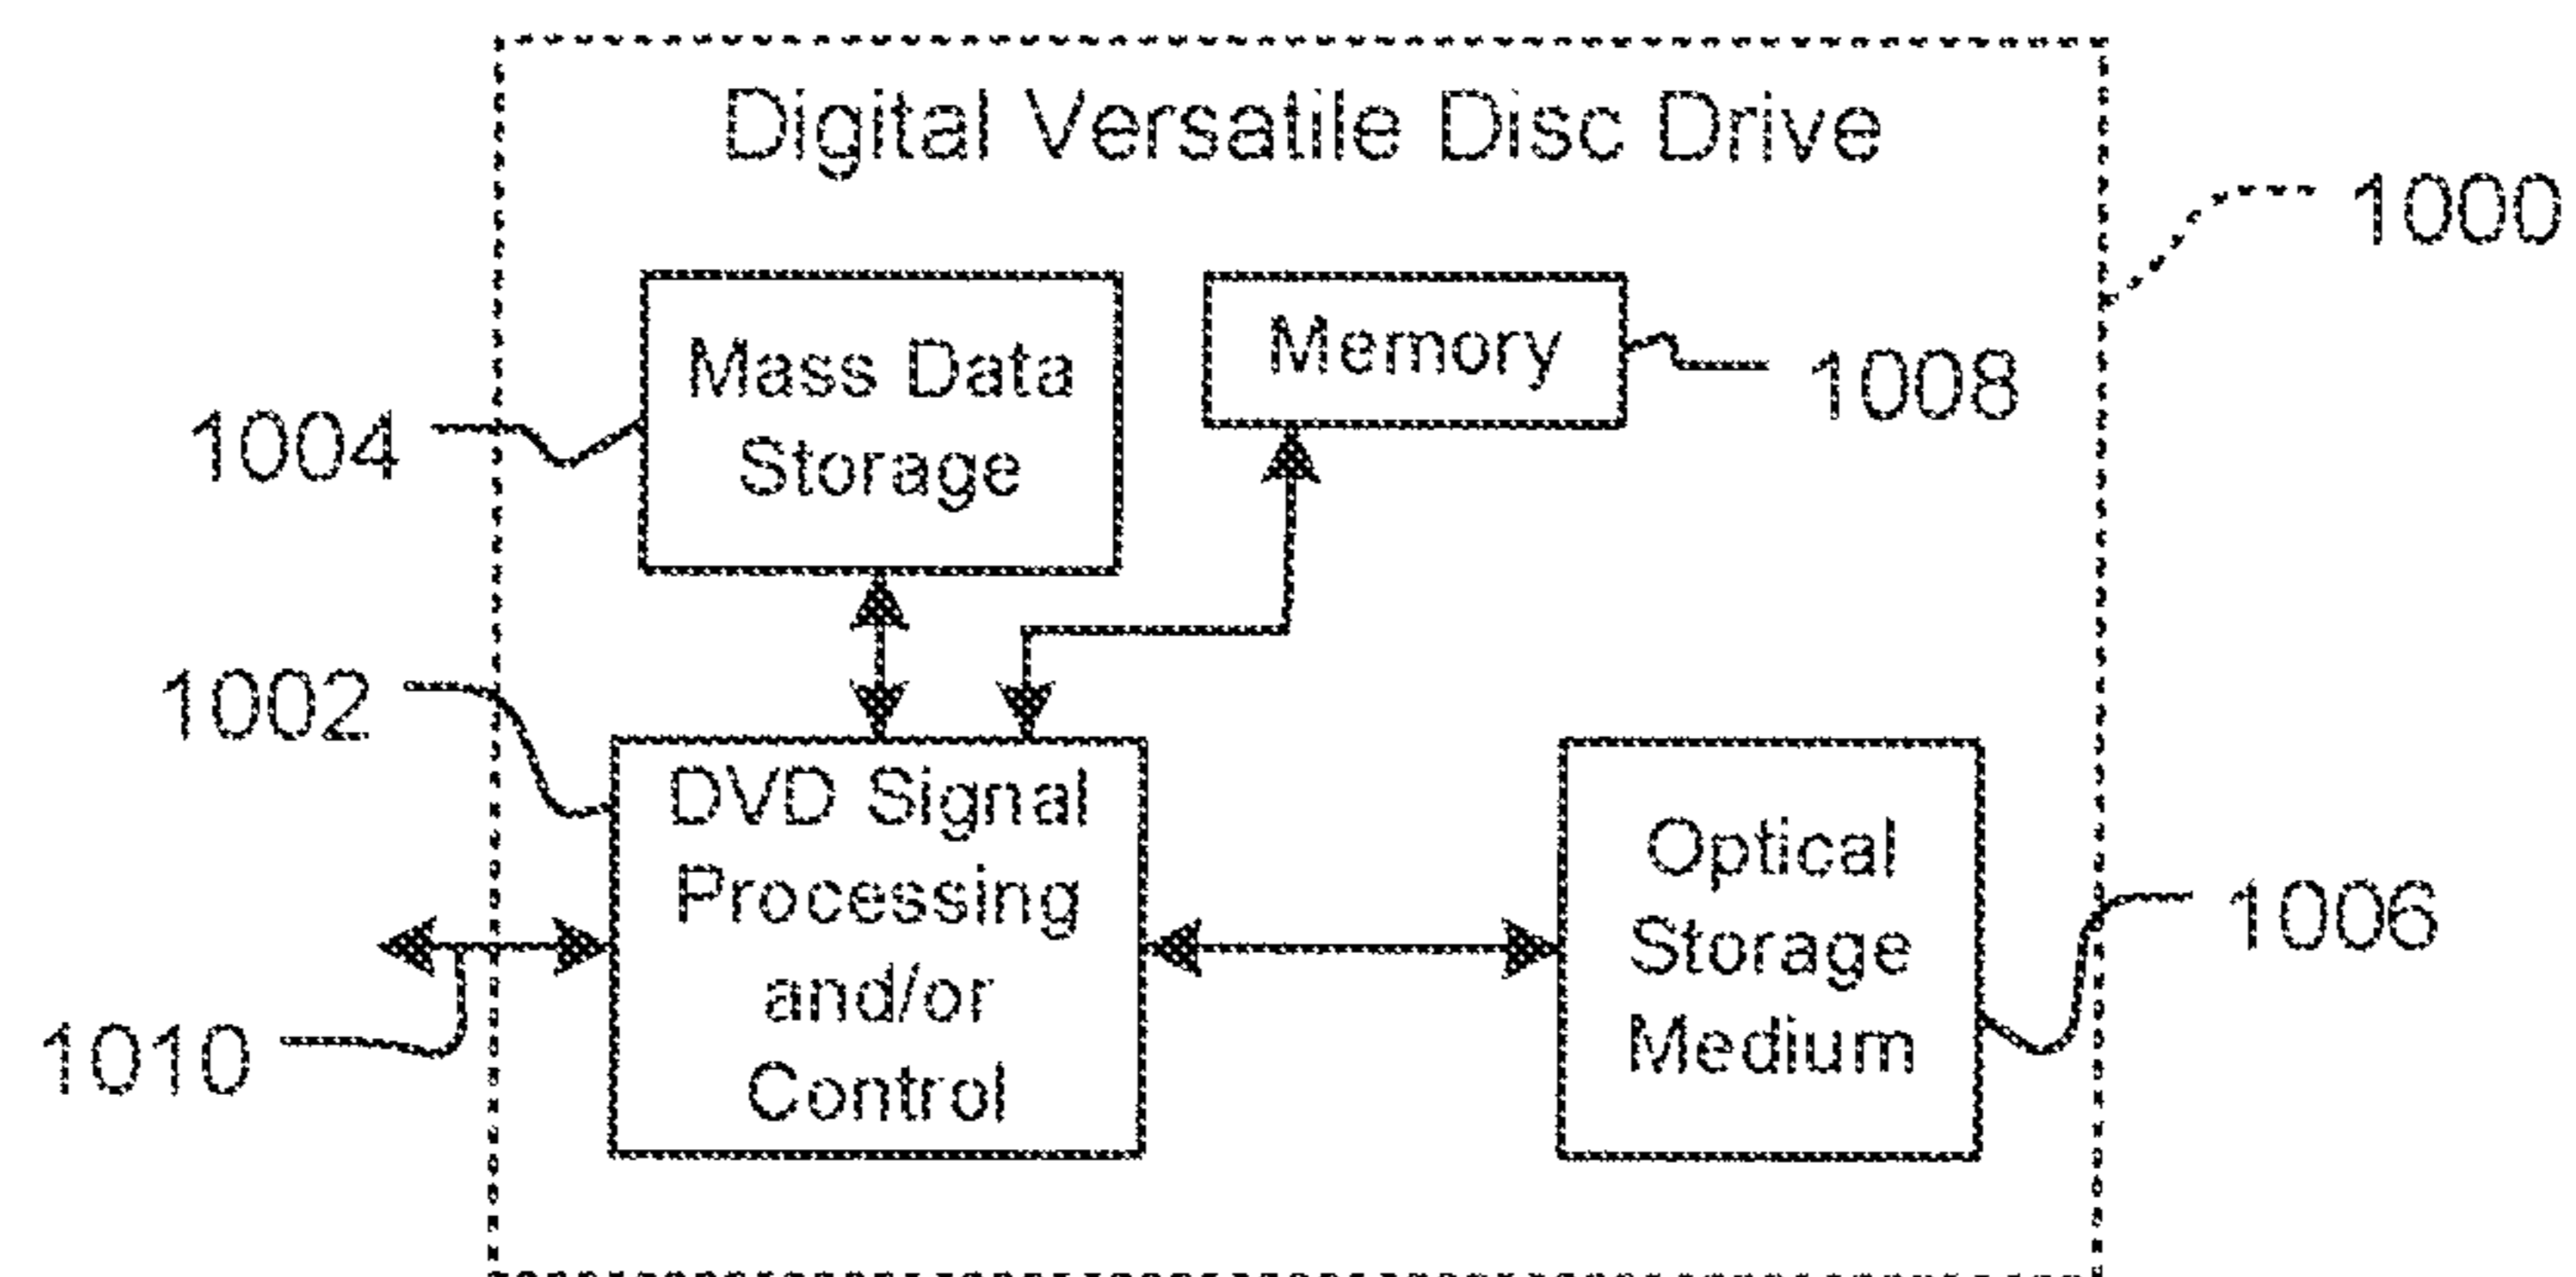 Digital Versatile Disc Drive
1000
Mass Data
Storage
Memory
1008
1004
1002
DVD Signal
Processing
and/or
Control
Optical
Storage
Medium
1006
1010